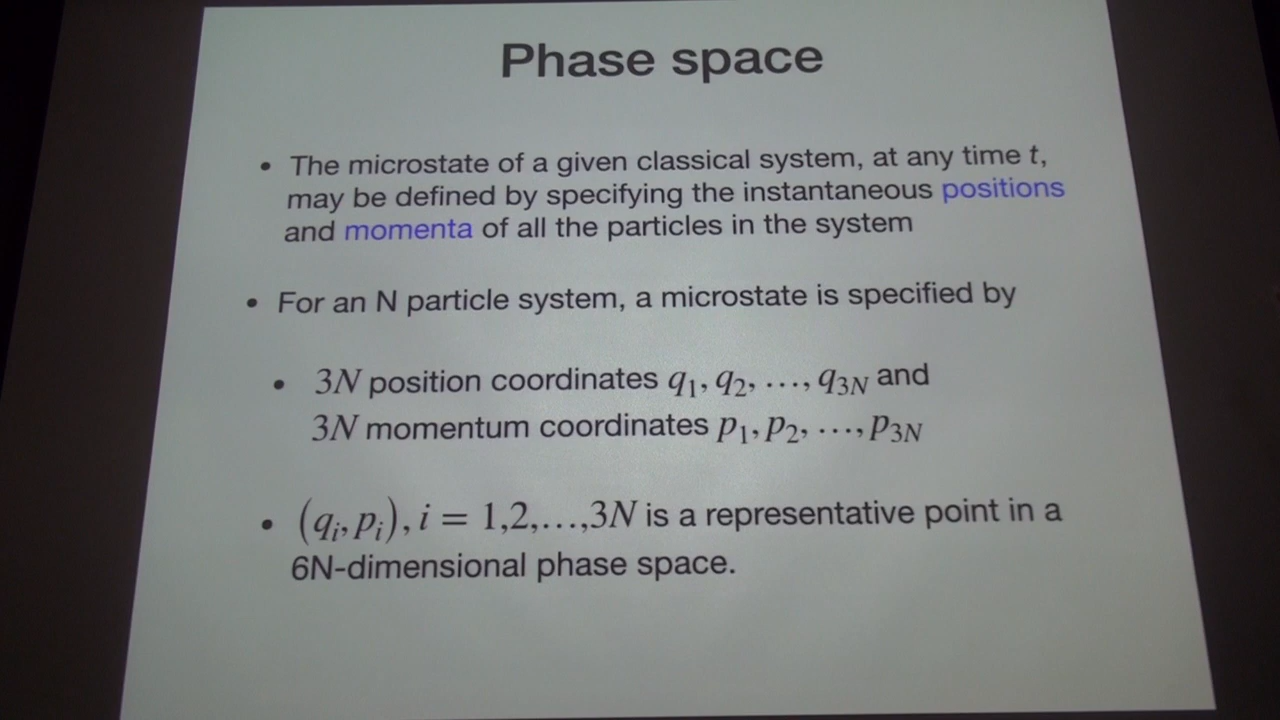 Phase space
• The microstate of a given classical system, at any time t,
may be defined by specifying the instantaneous positions
and momenta of all the particles in the system
• For an N particle system, a microstate is specified by
• 3N position coordinates q₁, q₂, …, q₃N and
3N momentum coordinates p₁, p₂, …, p₃N
• (qᵢ, pᵢ), i = 1,2,…,3N is a representative point in a
6N-dimensional phase space.